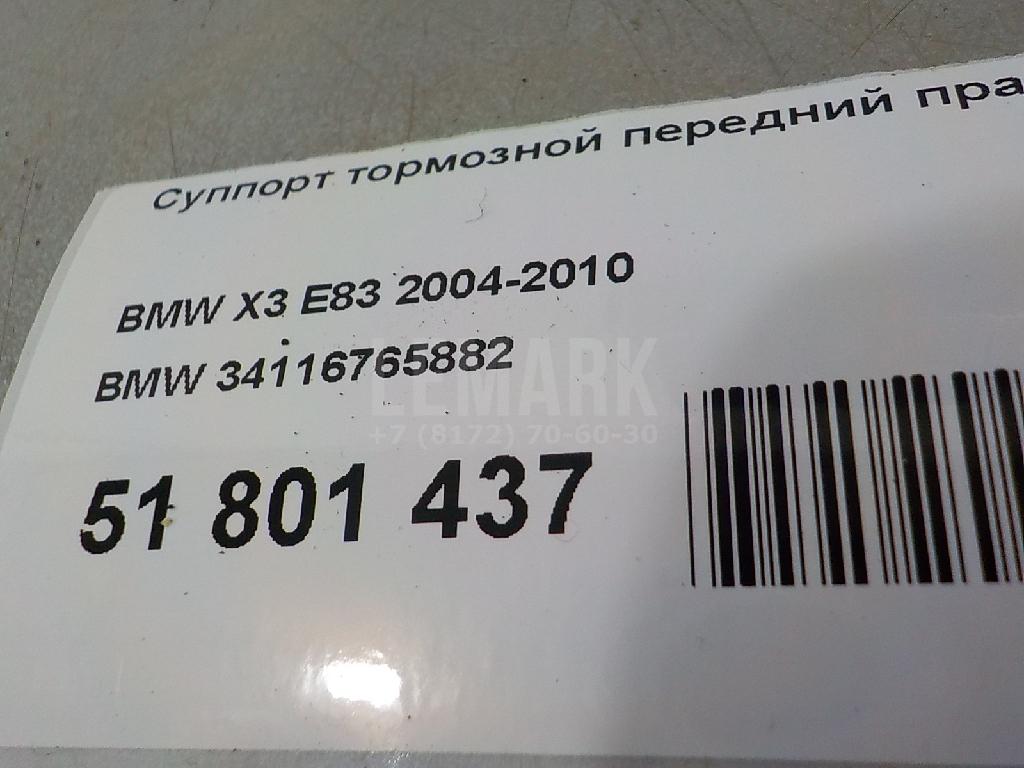 Суппорт тормозной передний пра
BMW X3 E83 2004-2010
BMW 34116765882
LEMARK
+7 (8172) 70-60-30
51 801 437